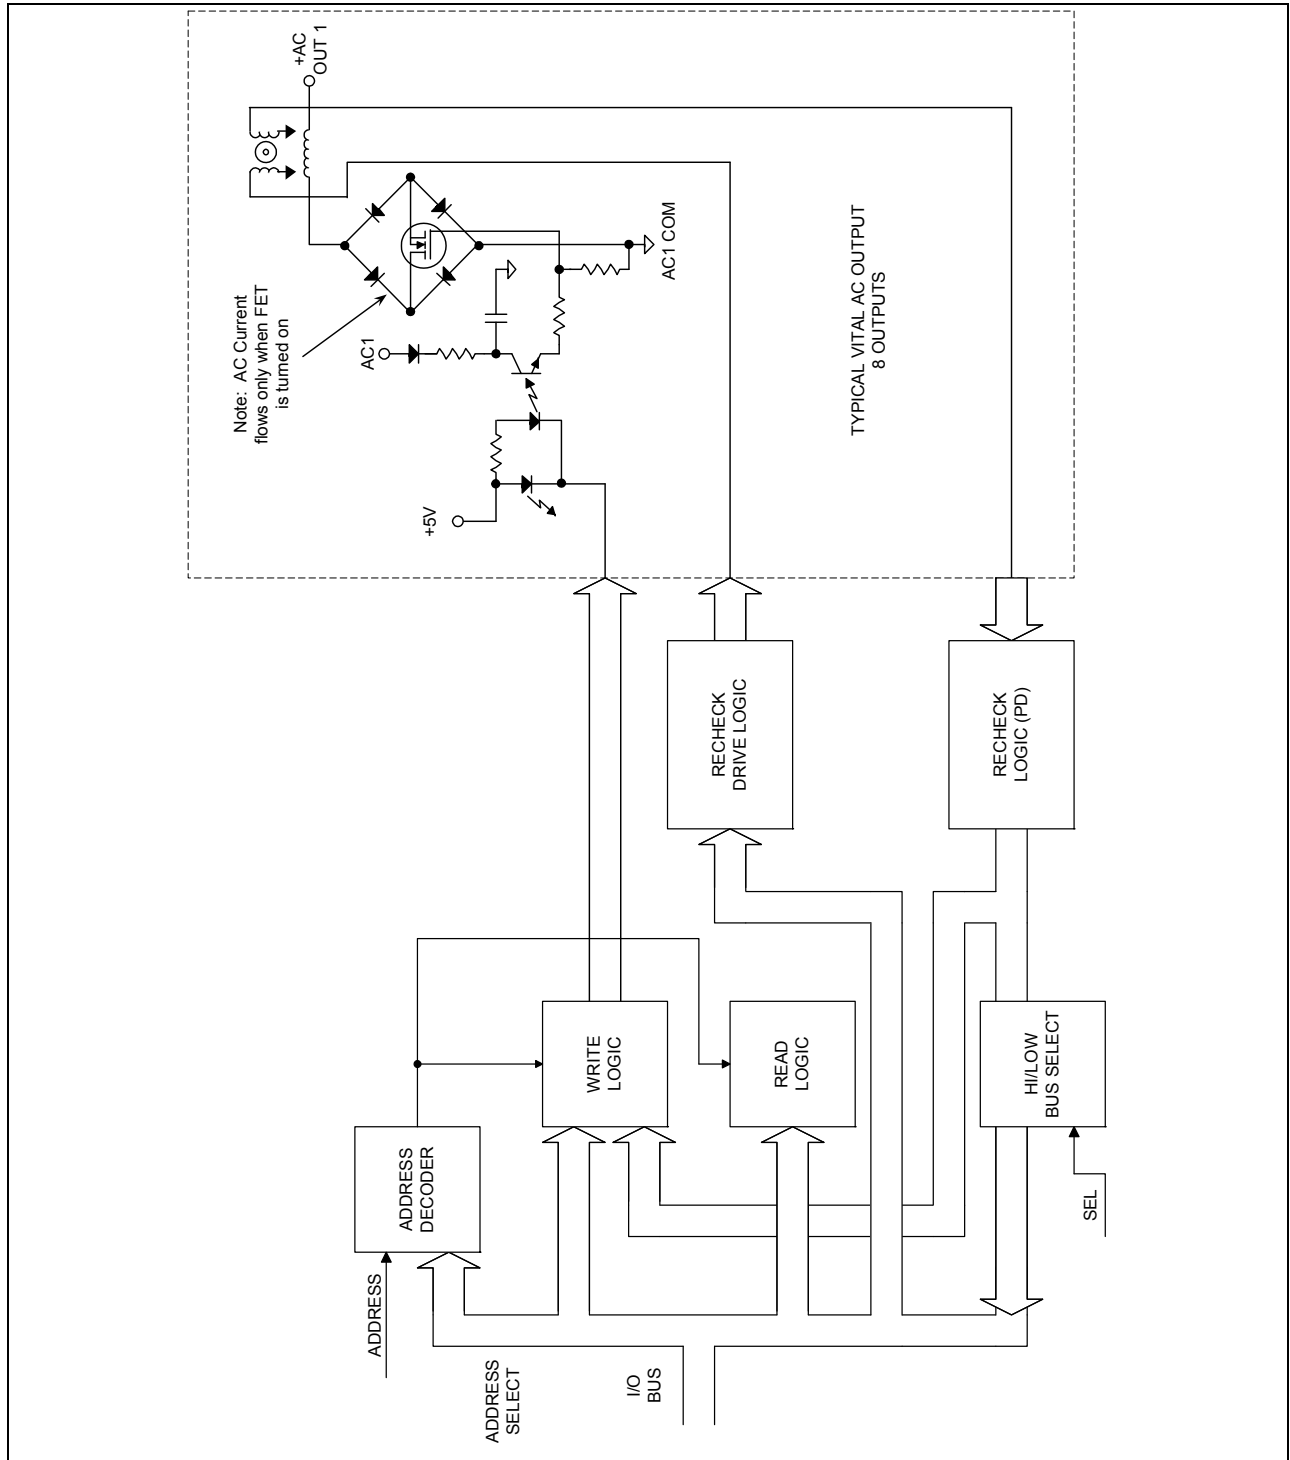 +AC
OUT 1
Note:  AC Current
flows only when FET
is turned on
AC1
AC1 COM
+5V
TYPICAL VITAL AC OUTPUT
8 OUTPUTS
RECHECK
DRIVE LOGIC
RECHECK
LOGIC (PD)
WRITE
LOGIC
READ
LOGIC
HI/LOW
BUS SELECT
ADDRESS
DECODER
SEL
ADDRESS
ADDRESS
SELECT
I/O
BUS